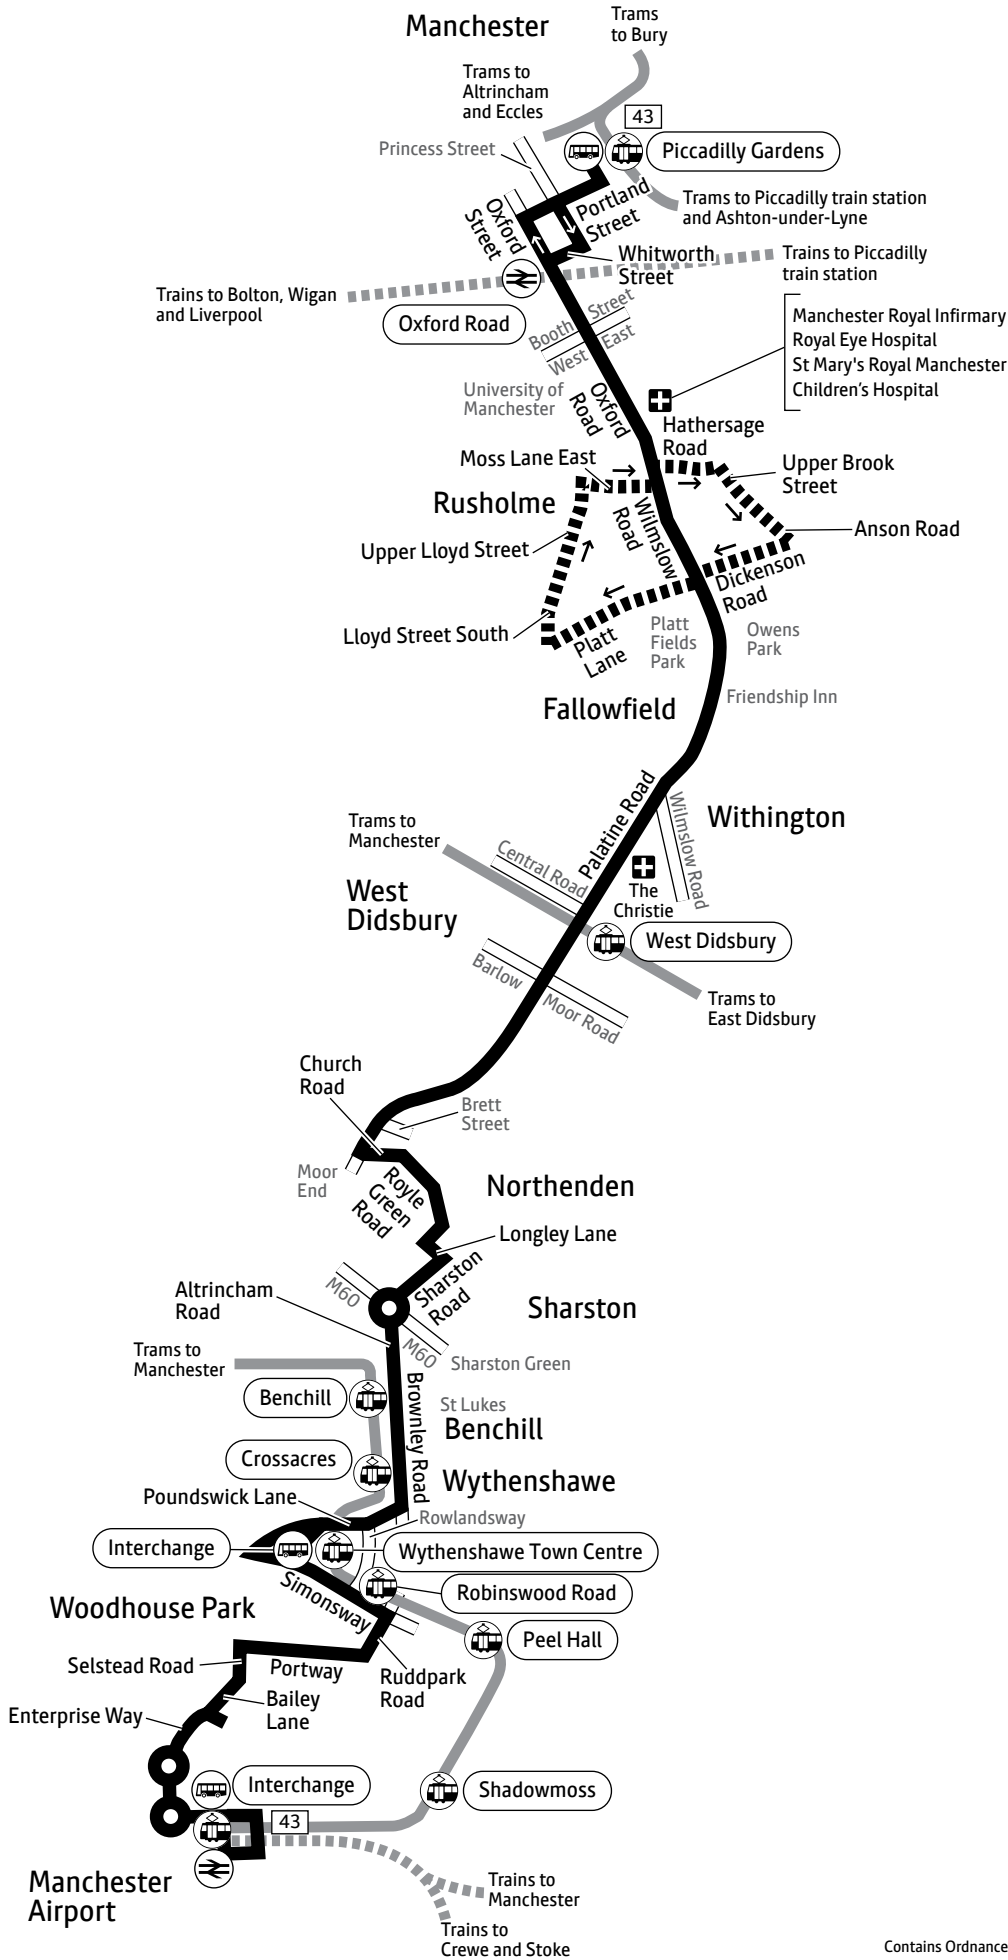 Manchester
Trams
to Bury
Trams to
Altrincham
and Eccles
43
Princess Street
Piccadilly Gardens
Trams to Piccadilly train station
and Ashton-under-Lyne
Portland
Street
Oxford
Street
Whitworth
Street
Trains to Piccadilly
train station
Trains to Bolton, Wigan
and Liverpool
Oxford Road
Booth Street
West East
Manchester Royal Infirmary
Royal Eye Hospital
St Mary's Royal Manchester
Children's Hospital
University of
Manchester
Oxford
Road
Hathersage
Road
Moss Lane East
Upper Brook
Street
Rusholme
Wilmslow
Road
Anson Road
Upper Lloyd Street
Dickenson
Road
Lloyd Street South
Platt
Lane
Platt
Fields
Park
Owens
Park
Fallowfield
Friendship Inn
Palatine Road
Wilmslow Road
Withington
Trams to
Manchester
Central Road
The
Christie
West
Didsbury
West Didsbury
Barlow
Moor Road
Trams to
East Didsbury
Church
Road
Brett
Street
Moor
End
Royle
Green
Road
Northenden
Longley Lane
Sharston
Road
M60
Altrincham
Road
Sharston
M60
Sharston Green
Trams to
Manchester
Benchill
Brownley Road
St Lukes
Benchill
Crossacres
Wythenshawe
Poundswick Lane
Rowlandsway
Interchange
Wythenshawe Town Centre
Simonsway
Robinswood Road
Woodhouse Park
Peel Hall
Selstead Road
Portway
Ruddpark
Road
Bailey
Lane
Enterprise Way
Interchange
Shadowmoss
43
Manchester
Airport
Trains to
Manchester
Trains to
Crewe and Stoke
Contains Ordnance